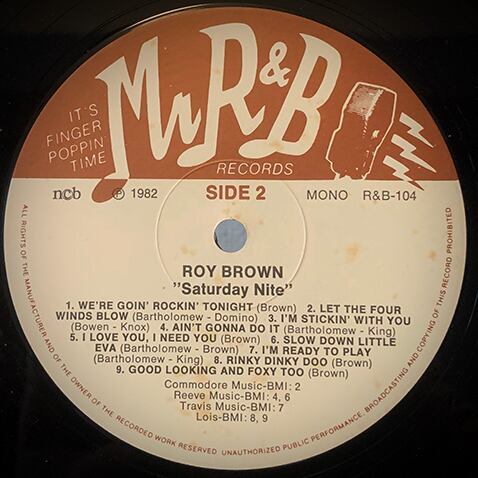 IT'S
FINGER
POPPIN'
TIME
Mr R&B
RECORDS
ncb ℗ 1982 SIDE 2 MONO R&B-104
ROY BROWN
"Saturday Nite"
1. WE'RE GOIN' ROCKIN' TONIGHT (Brown) 2. LET THE FOUR
WINDS BLOW (Bartholomew - Domino) 3. I'M STICKIN' WITH YOU
(Bowen - Knox) 4. AIN'T GONNA DO IT (Bartholomew - King)
5. I LOVE YOU, I NEED YOU (Brown) 6. SLOW DOWN LITTLE
EVA (Bartholomew - Brown) 7. I'M READY TO PLAY
(Bartholomew - King) 8. RINKY DINKY DOO (Brown)
9. GOOD LOOKING AND FOXY TOO (Brown)
Commodore Music-BMI: 2
Reeve Music-BMI: 4, 6
Travis Music-BMI: 7
Lois-BMI: 8, 9
ALL RIGHTS OF THE MANUFACTURER AND OF THE OWNER OF THE RECORDED WORK RESERVED UNAUTHORIZED PUBLIC PERFORMANCE, BROADCASTING AND COPYING OF THIS RECORD PROHIBITED